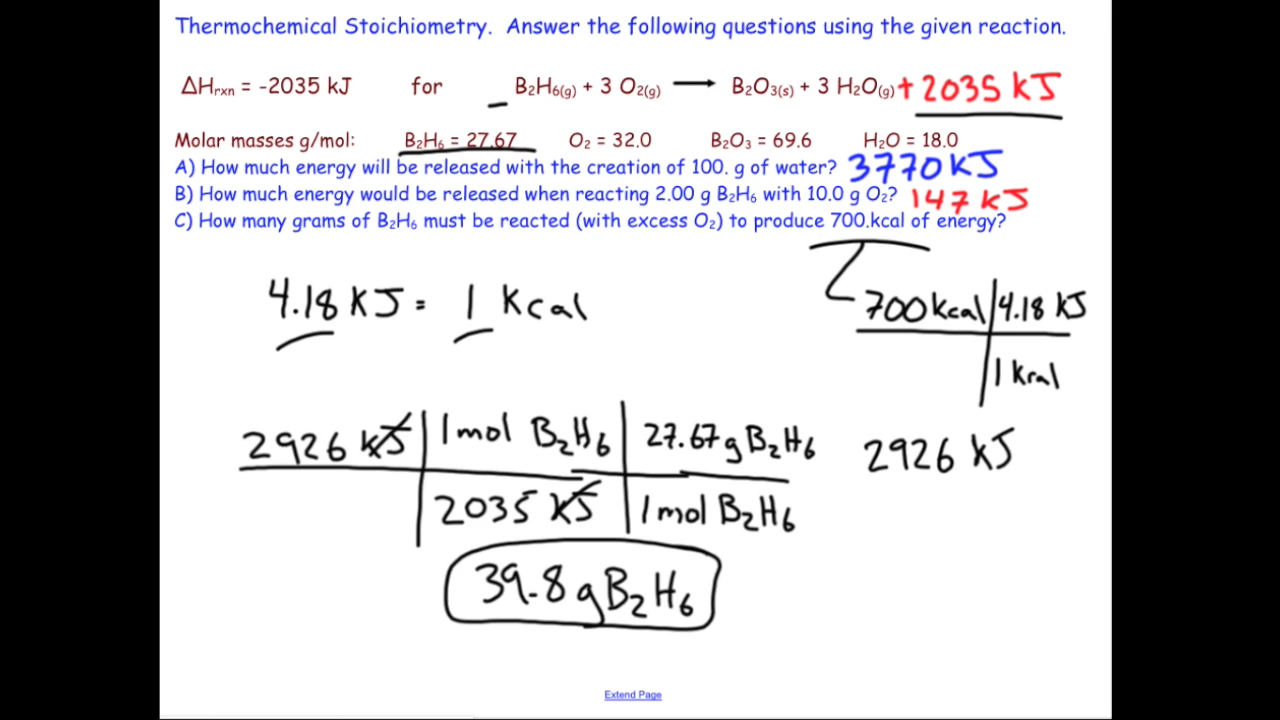 Thermochemical Stoichiometry. Answer the following questions using the given reaction.
ΔHrxn = -2035 kJ for _ B₂H₆(g) + 3 O₂(g) ⟶ B₂O₃(s) + 3 H₂O(g) + 2035 KJ
Molar masses g/mol: B₂H₆ = 27.67 O₂ = 32.0 B₂O₃ = 69.6 H₂O = 18.0
A) How much energy will be released with the creation of 100. g of water? 3770 KJ
B) How much energy would be released when reacting 2.00 g B₂H₆ with 10.0 g O₂? 147 KJ
C) How many grams of B₂H₆ must be reacted (with excess O₂) to produce 700.kcal of energy?
4.18 KJ = 1 Kcal
700 Kcal | 4.18 KJ
1 Kcal
2926 KJ | 1 mol B₂H₆ | 27.67 g B₂H₆
2035 KJ | 1 mol B₂H₆
2926 KJ
39.8 g B₂H₆
Extend Page